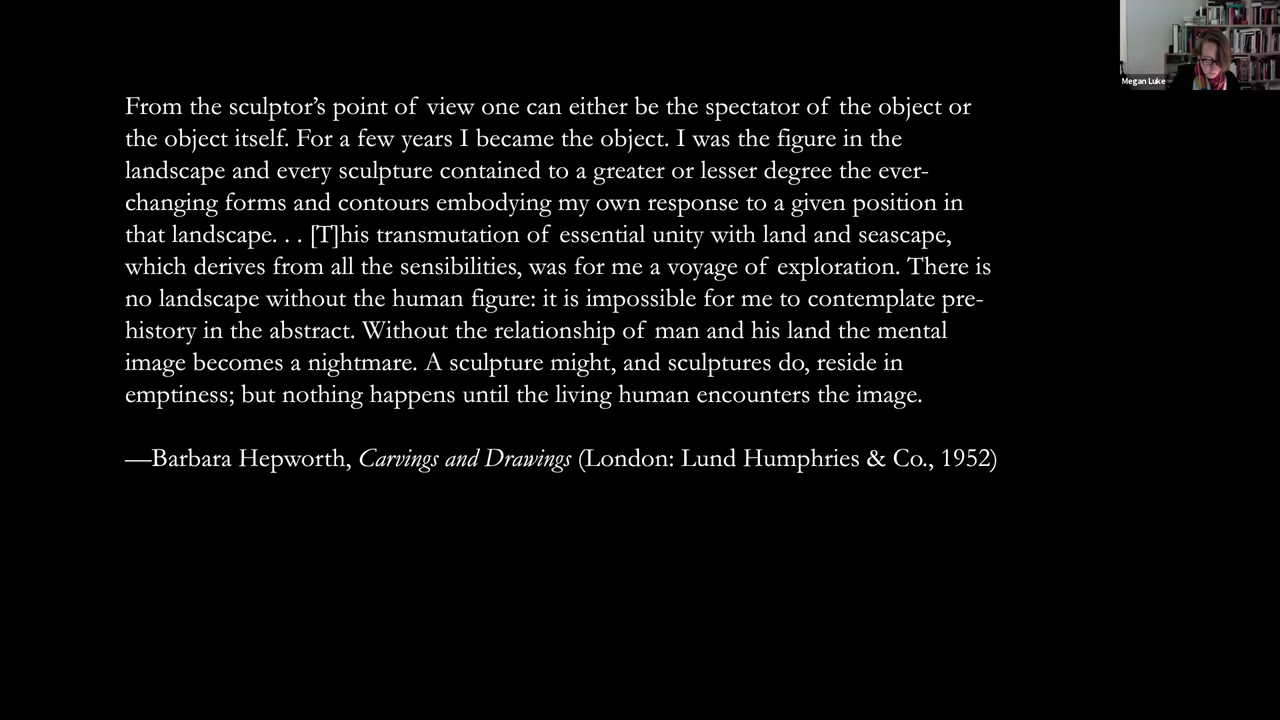 Megan Luke
From the sculptor’s point of view one can either be the spectator of the object or
the object itself. For a few years I became the object. I was the figure in the
landscape and every sculpture contained to a greater or lesser degree the ever-
changing forms and contours embodying my own response to a given position in
that landscape. . . [T]his transmutation of essential unity with land and seascape,
which derives from all the sensibilities, was for me a voyage of exploration. There is
no landscape without the human figure: it is impossible for me to contemplate pre-
history in the abstract. Without the relationship of man and his land the mental
image becomes a nightmare. A sculpture might, and sculptures do, reside in
emptiness; but nothing happens until the living human encounters the image.
—Barbara Hepworth, Carvings and Drawings (London: Lund Humphries & Co., 1952)